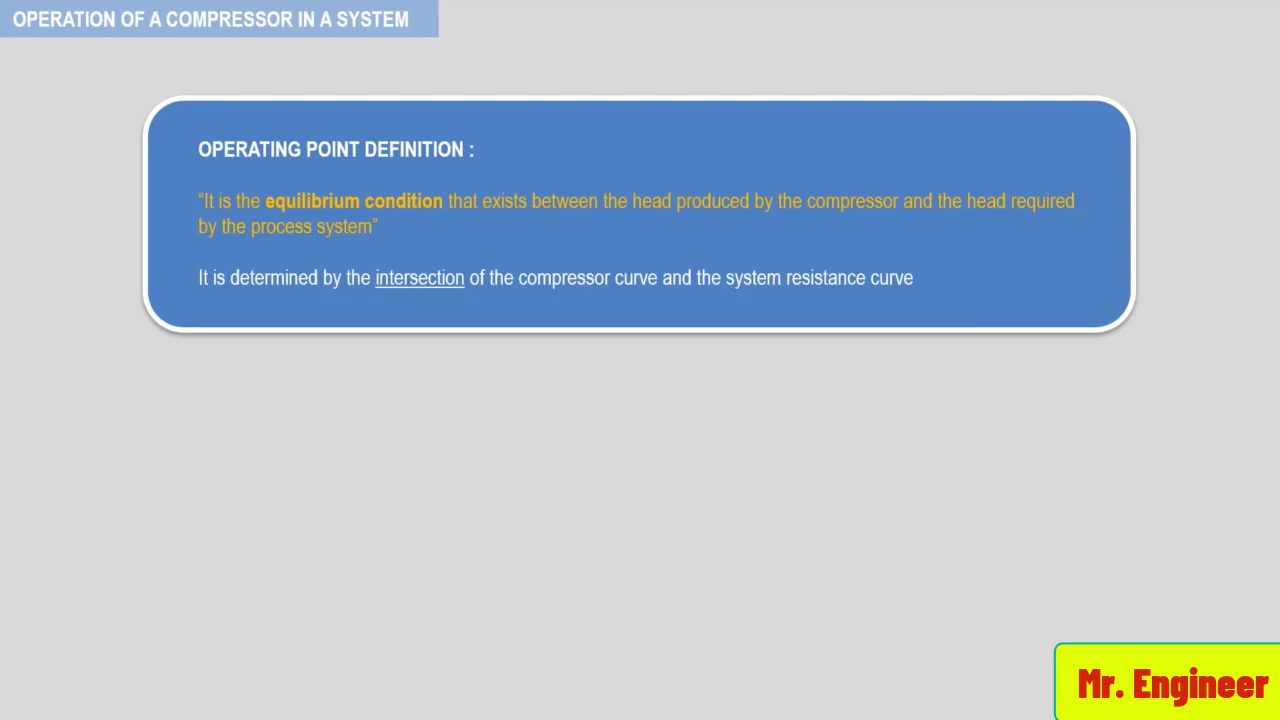 OPERATION OF A COMPRESSOR IN A SYSTEM
OPERATING POINT DEFINITION :
“It is the equilibrium condition that exists between the head produced by the compressor and the head required
by the process system”
It is determined by the intersection of the compressor curve and the system resistance curve
Mr. Engineer